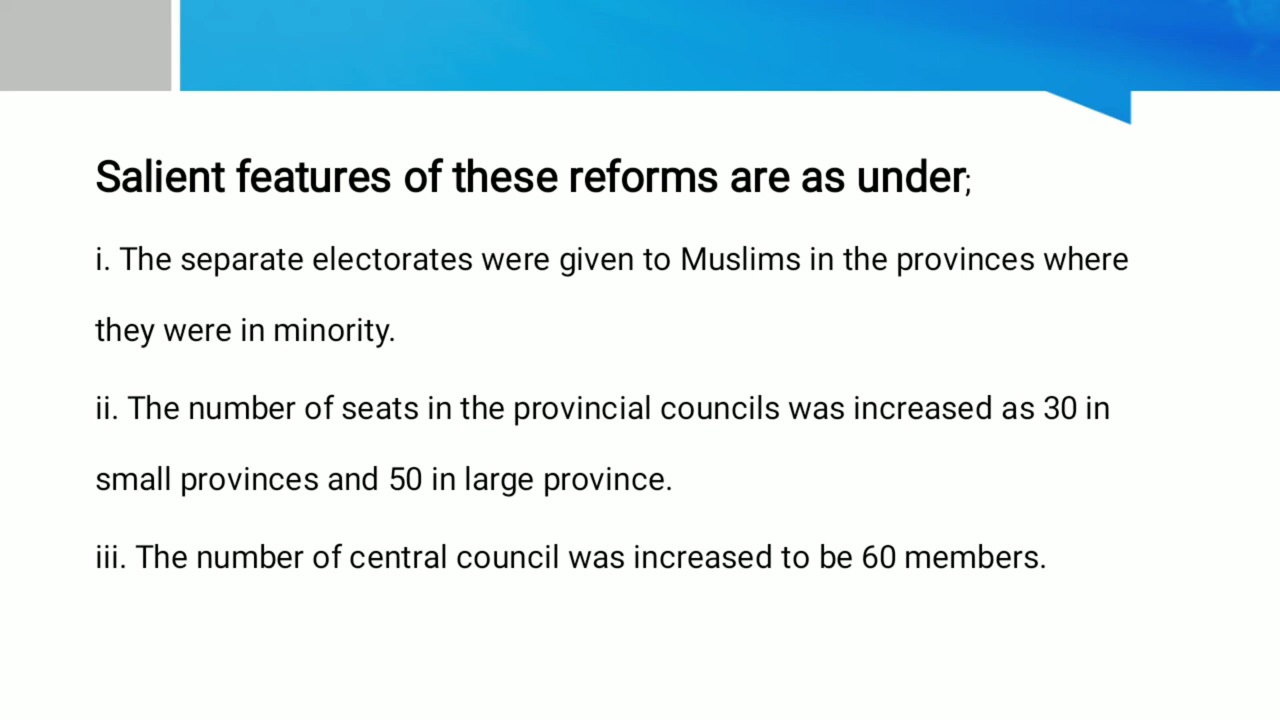 Salient features of these reforms are as under;
i. The separate electorates were given to Muslims in the provinces where
they were in minority.
ii. The number of seats in the provincial councils was increased as 30 in
small provinces and 50 in large province.
iii. The number of central council was increased to be 60 members.